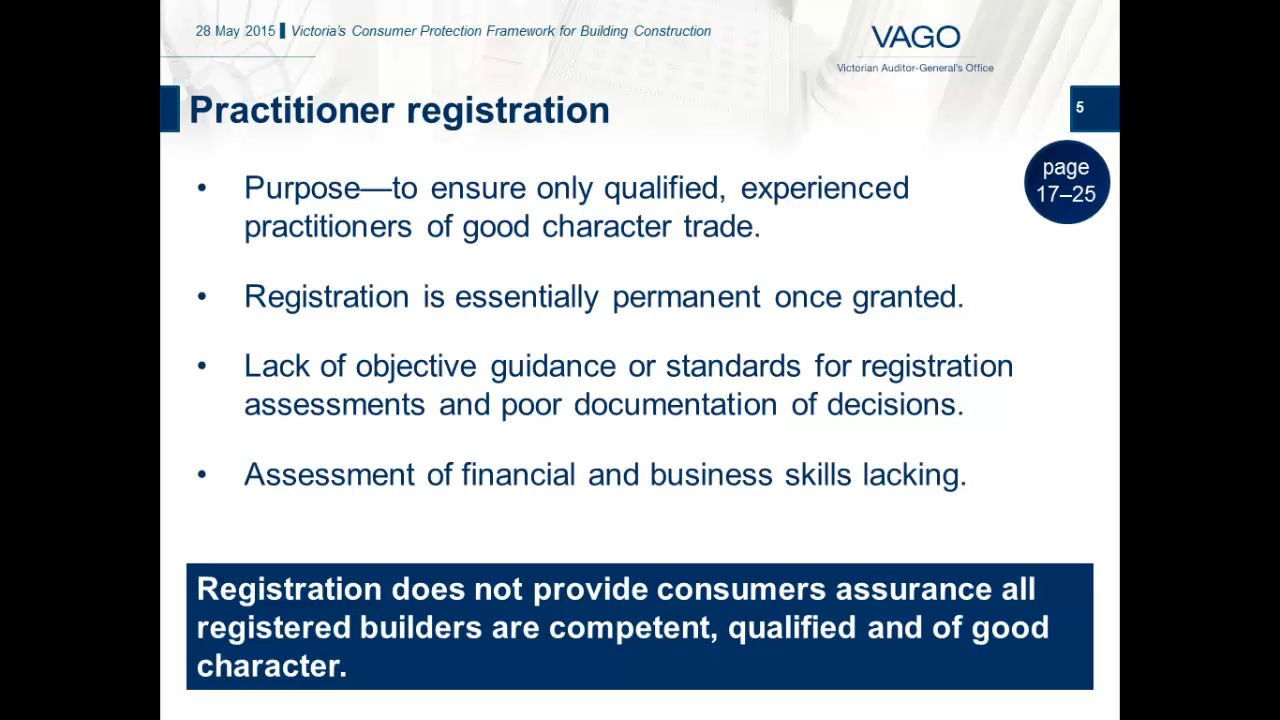 28 May 2015 Victoria's Consumer Protection Framework for Building Construction
VAGO
Victorian Auditor-General's Office
Practitioner registration
5
page
17–25
• Purpose—to ensure only qualified, experienced
practitioners of good character trade.
• Registration is essentially permanent once granted.
• Lack of objective guidance or standards for registration
assessments and poor documentation of decisions.
• Assessment of financial and business skills lacking.
Registration does not provide consumers assurance all
registered builders are competent, qualified and of good
character.